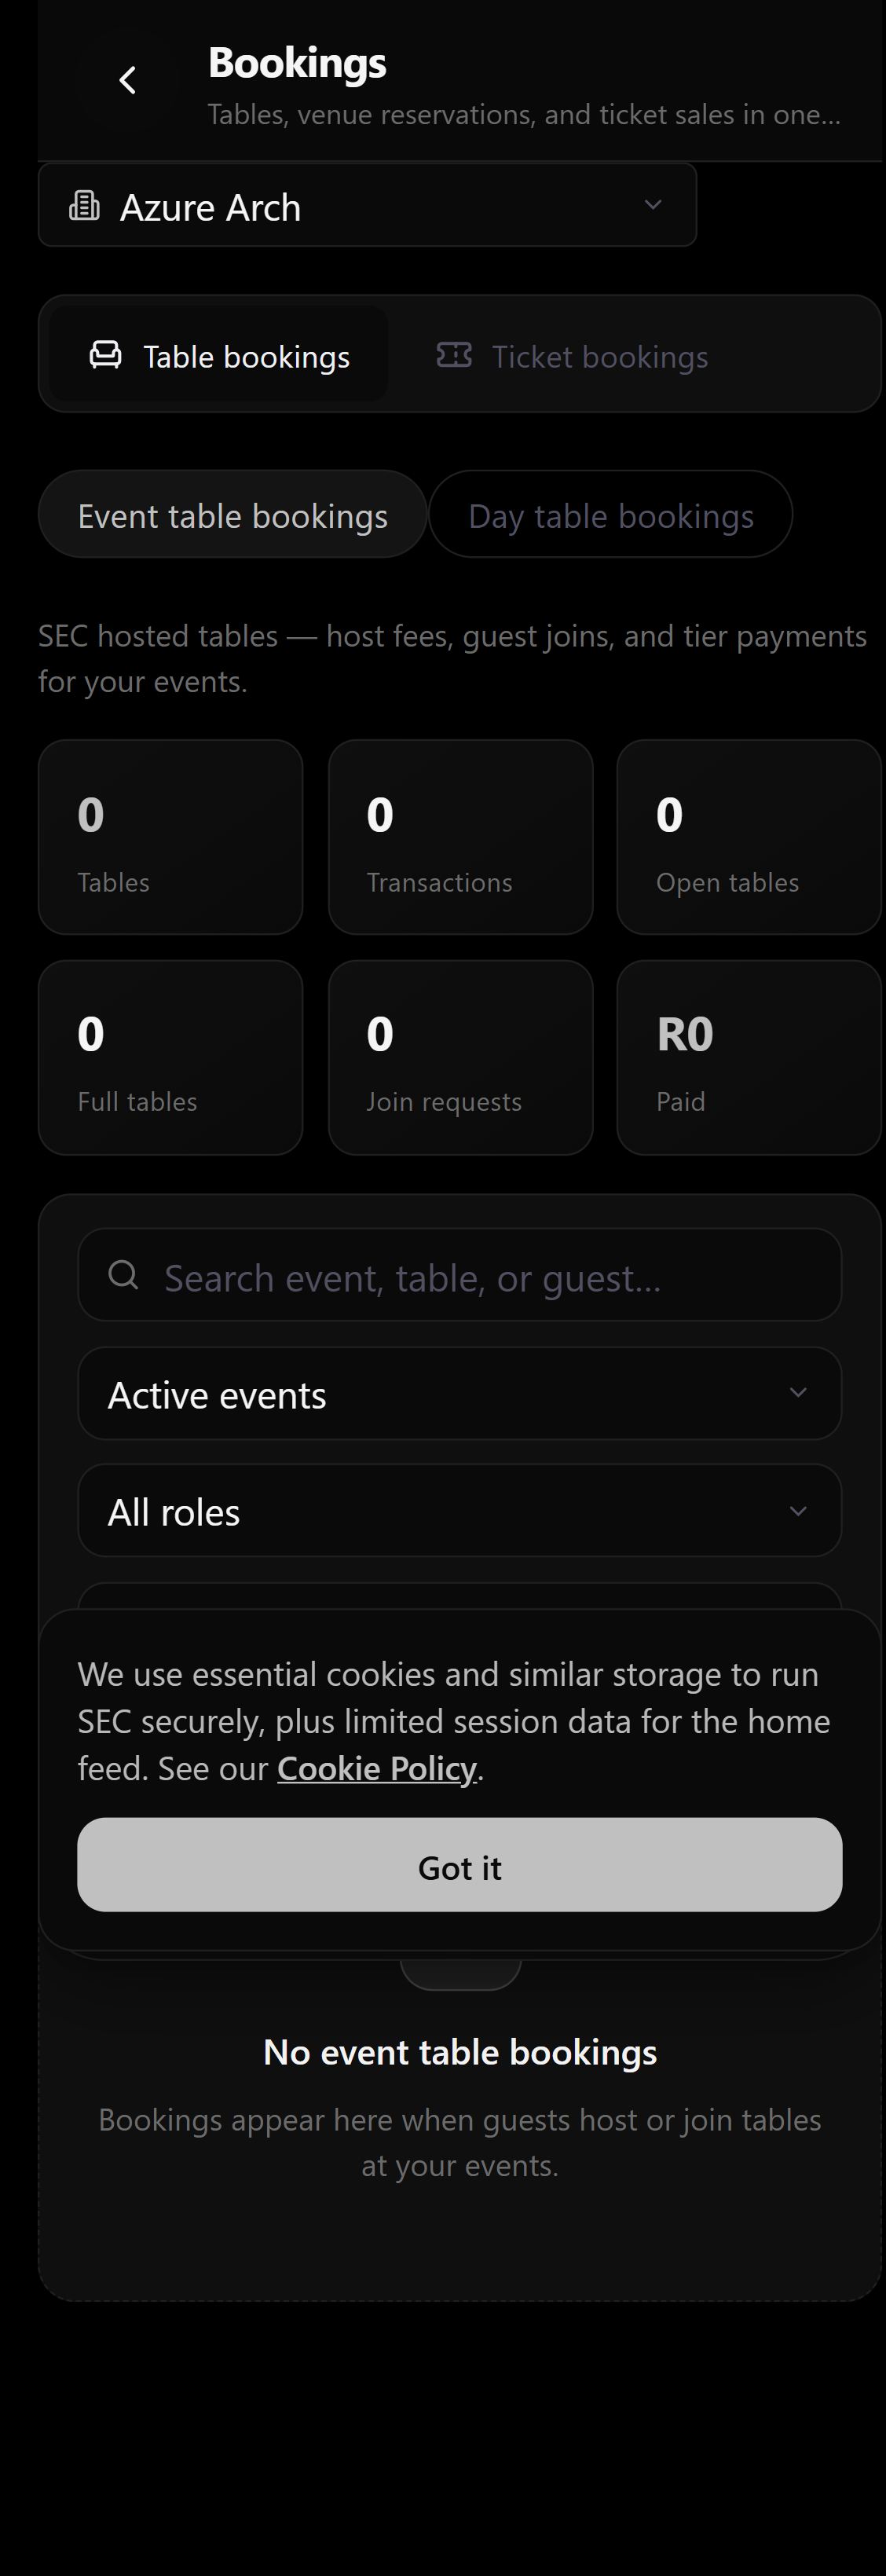 Bookings
Tables, venue reservations, and ticket sales in one...
Azure Arch
Table bookings
Ticket bookings
Event table bookings
Day table bookings
SEC hosted tables — host fees, guest joins, and tier payments
for your events.
0
Tables
0
Transactions
0
Open tables
0
Full tables
0
Join requests
R0
Paid
Search event, table, or guest...
Active events
All roles
We use essential cookies and similar storage to run
SEC securely, plus limited session data for the home
feed. See our Cookie Policy.
Got it
No event table bookings
Bookings appear here when guests host or join tables
at your events.